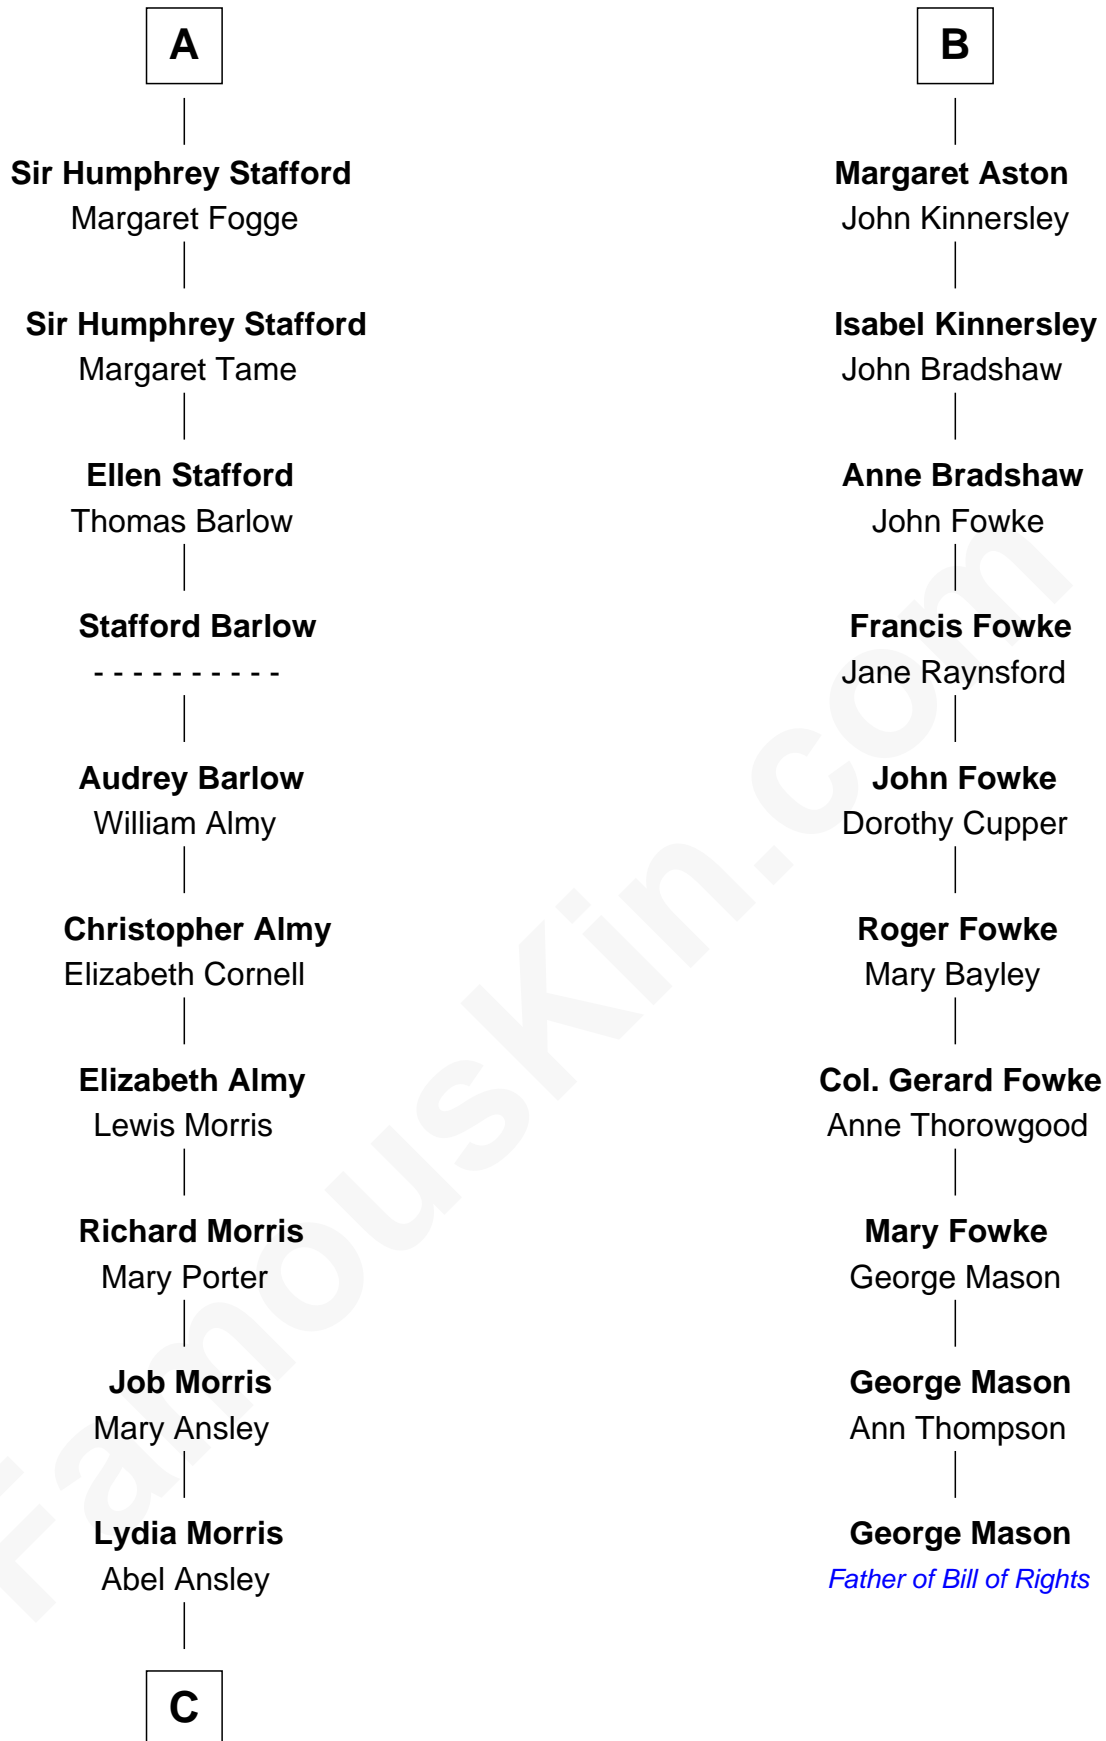 A
Sir Humphrey Stafford
Margaret Fogge
Sir Humphrey Stafford
Margaret Tame
Ellen Stafford
Thomas Barlow
Stafford Barlow
- - - - - - - - - -
Audrey Barlow
William Almy
Christopher Almy
Elizabeth Cornell
Elizabeth Almy
Lewis Morris
Richard Morris
Mary Porter
Job Morris
Mary Ansley
Lydia Morris
Abel Ansley
C
B
Margaret Aston
John Kinnersley
Isabel Kinnersley
John Bradshaw
Anne Bradshaw
John Fowke
Francis Fowke
Jane Raynsford
John Fowke
Dorothy Cupper
Roger Fowke
Mary Bayley
Col. Gerard Fowke
Anne Thorowgood
Mary Fowke
George Mason
George Mason
Ann Thompson
George Mason
Father of Bill of Rights
FamousKin.com